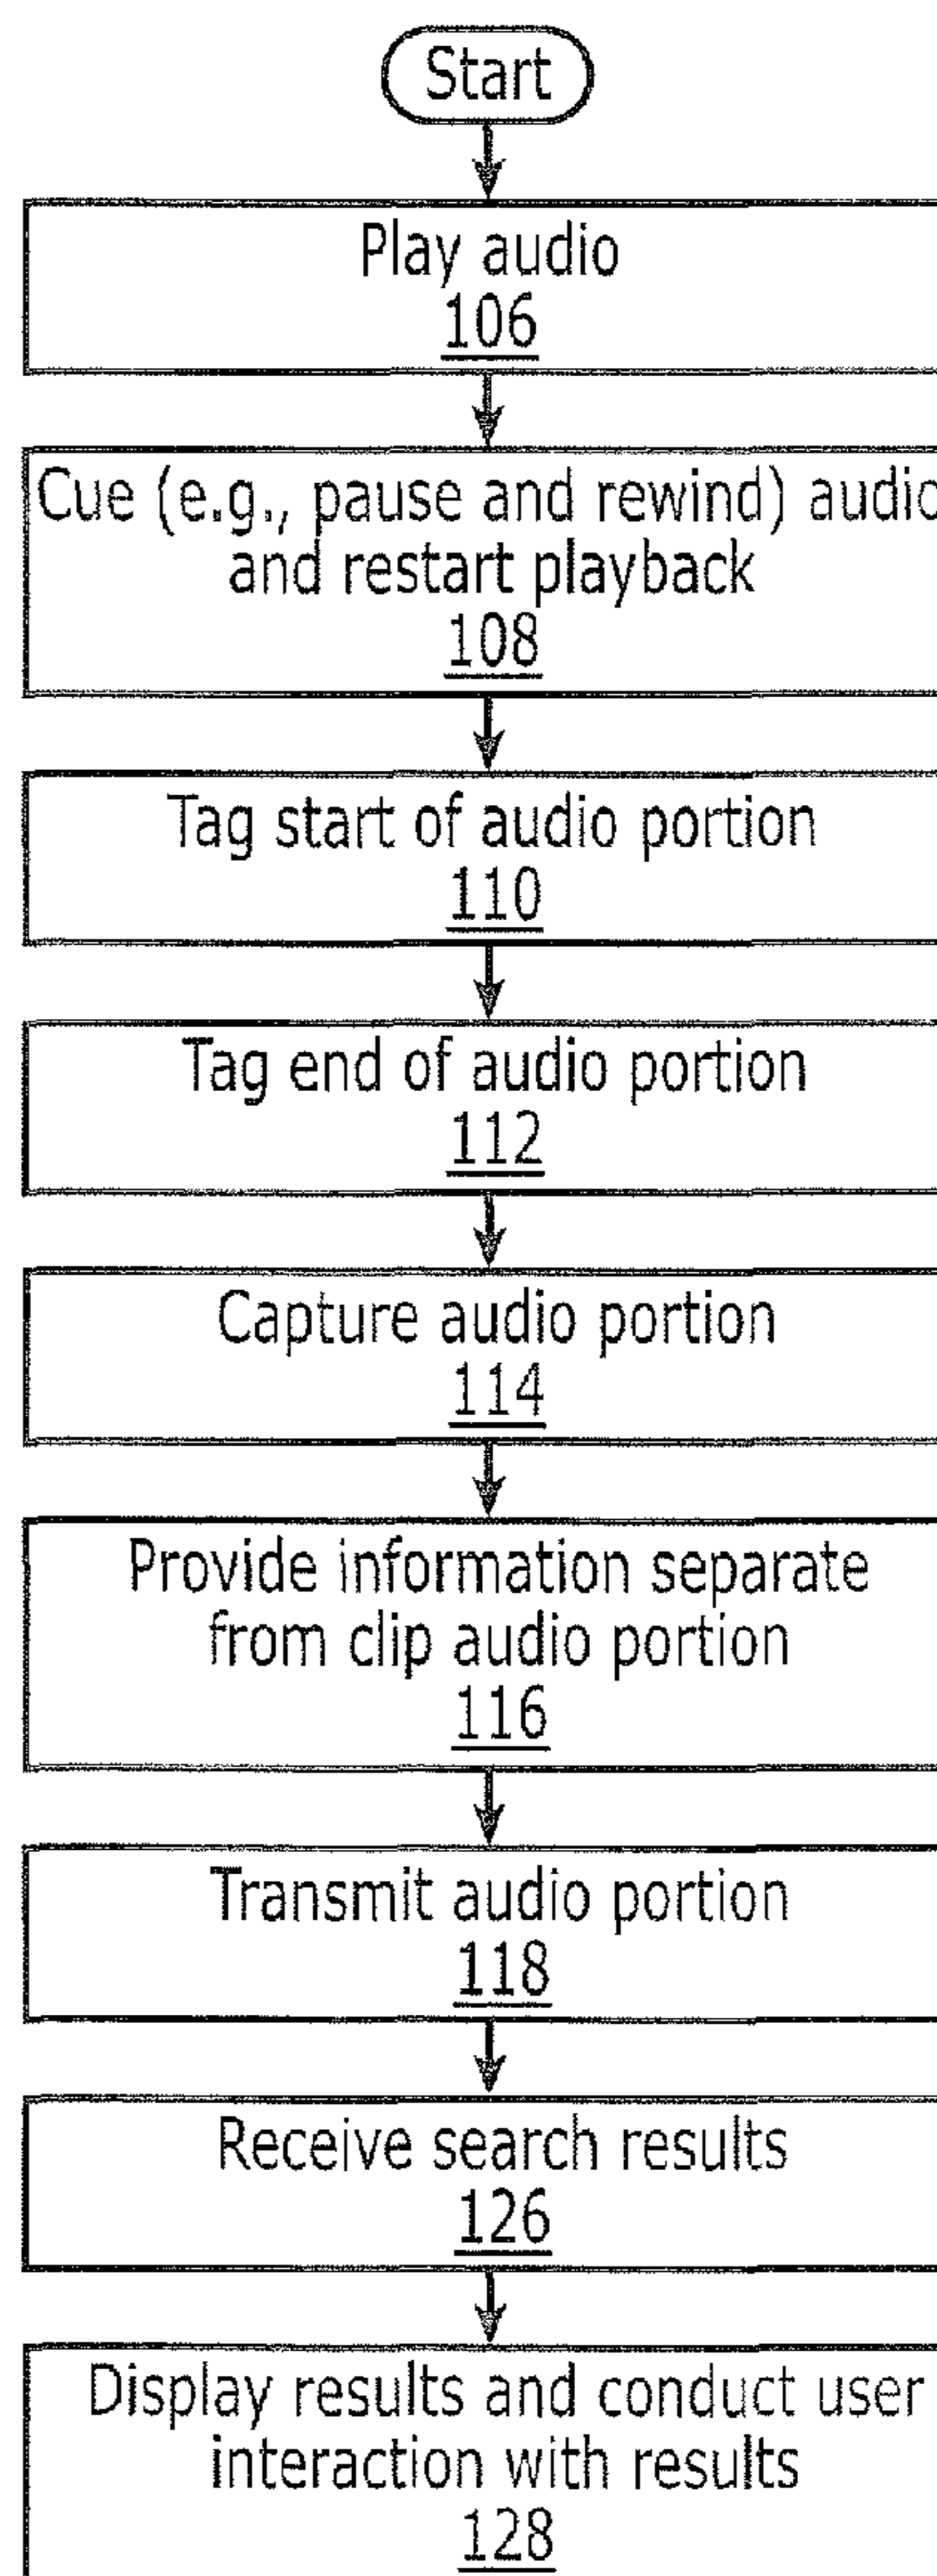 Start
Play audio
106
Cue (e.g., pause and rewind) audio
and restart playback
108
Tag start of audio portion
110
Tag end of audio portion
112
Capture audio portion
114
Provide information separate
from clip audio portion
116
Transmit audio portion
118
Receive search results
126
Display results and conduct user
interaction with results
128